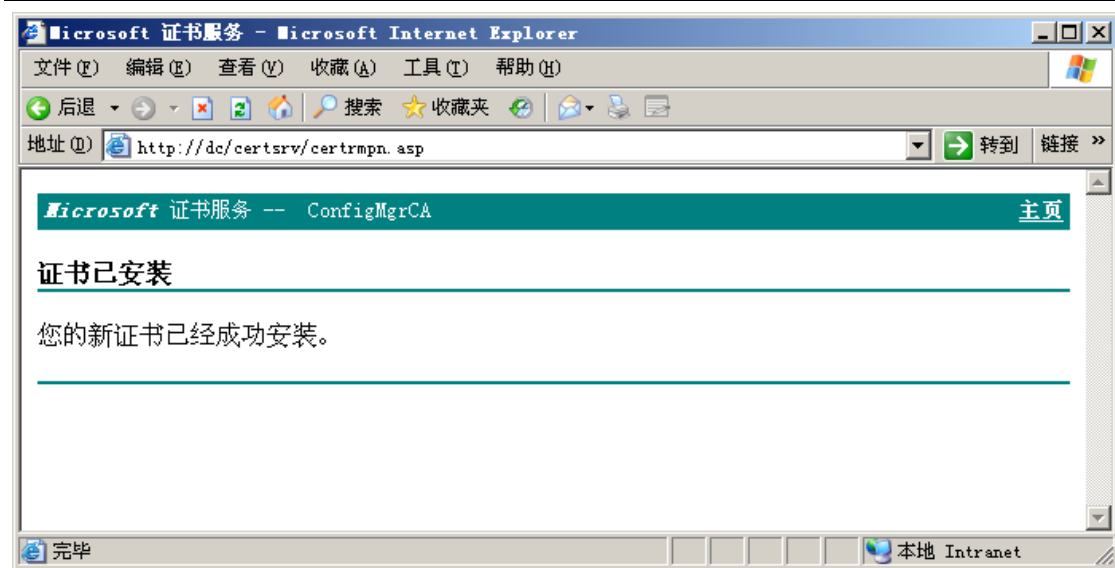 Microsoft 证书服务 - Microsoft Internet Explorer
文件(F) 编辑(E) 查看(V) 收藏(A) 工具(T) 帮助(H)
后退 搜索 收藏夹
地址(D) http://dc/certsrv/certrmpn.asp 转到 链接 »
Microsoft 证书服务 -- ConfigMgrCA 主页
证书已安装
您的新证书已经成功安装。
完毕 本地 Intranet